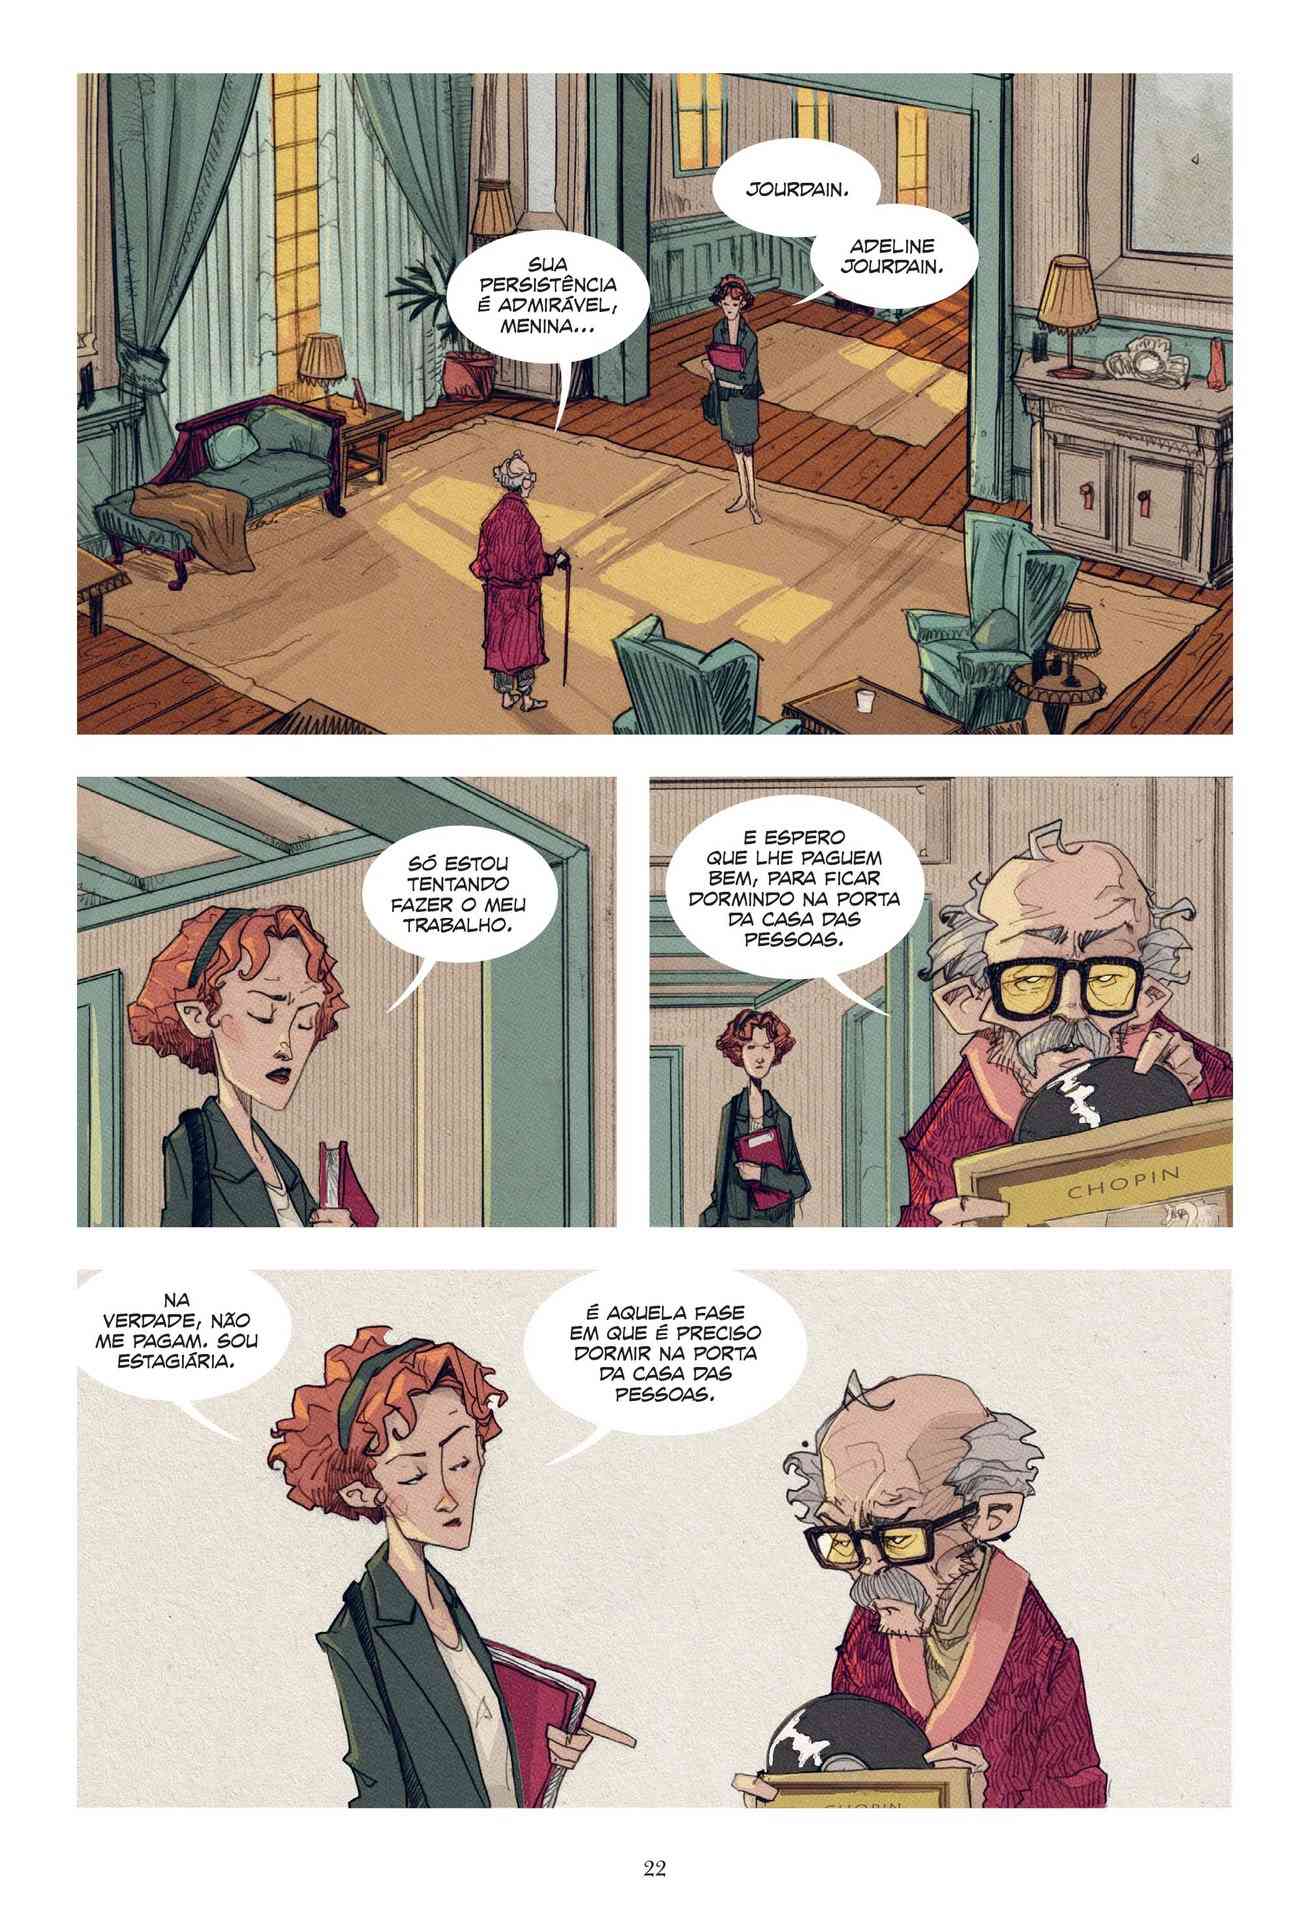 SUA
PERSISTÊNCIA
É ADMIRÁVEL,
MENINA...
JOURDAIN.
ADELINE
JOURDAIN.
SÓ ESTOU
TENTANDO
FAZER O MEU
TRABALHO.
E ESPERO
QUE LHE PAGUEM
BEM, PARA FICAR
DORMINDO NA PORTA
DA CASA DAS
PESSOAS.
CHOPIN
NA
VERDADE, NÃO
ME PAGAM. SOU
ESTAGIÁRIA.
É AQUELA FASE
EM QUE É PRECISO
DORMIR NA PORTA
DA CASA DAS
PESSOAS.
CHOPIN
22